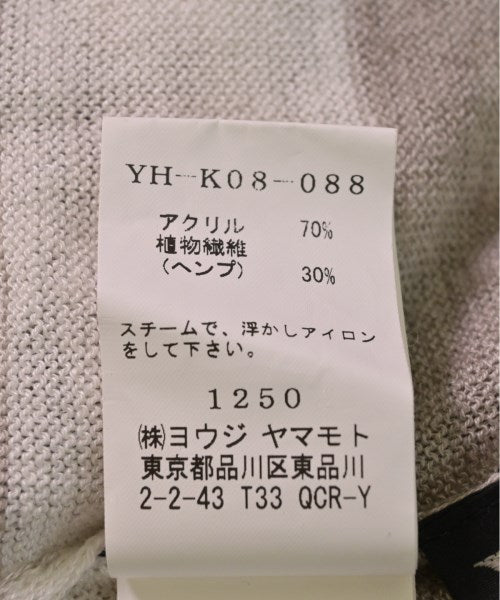 YH-K08-088
アクリル 70%
植物繊維
(ヘンプ) 30%
スチームで、浮かしアイロン
をして下さい。
1250
㈱ヨウジ ヤマモト
東京都品川区東品川
2-2-43 T33 QCR-Y